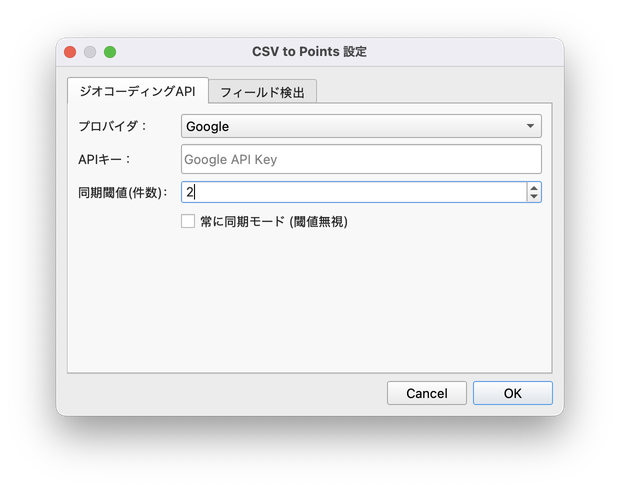 CSV to Points 設定
ジオコーディングAPI フィールド検出
プロバイダ： Google
APIキー： Google API Key
同期閾値(件数)： 2
常に同期モード (閾値無視)
Cancel OK